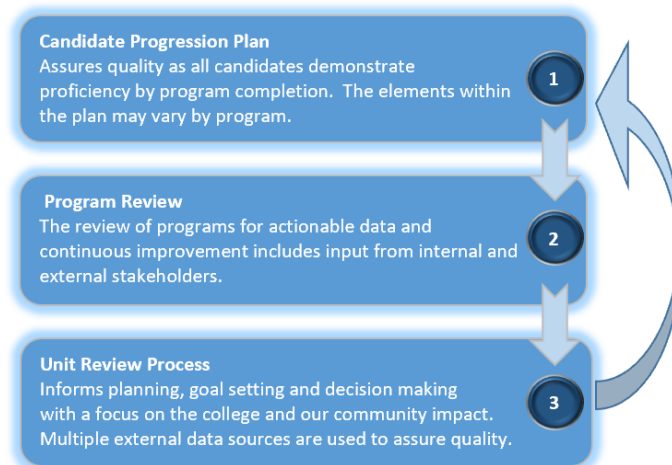 Candidate Progression Plan
Assures quality as all candidates demonstrate
proficiency by program completion.  The elements within
the plan may vary by program.
1
Program Review
The review of programs for actionable data and
continuous improvement includes input from internal and
external stakeholders.
2
Unit Review Process
Informs planning, goal setting and decision making
with a focus on the college and our community impact.
Multiple external data sources are used to assure quality.
3